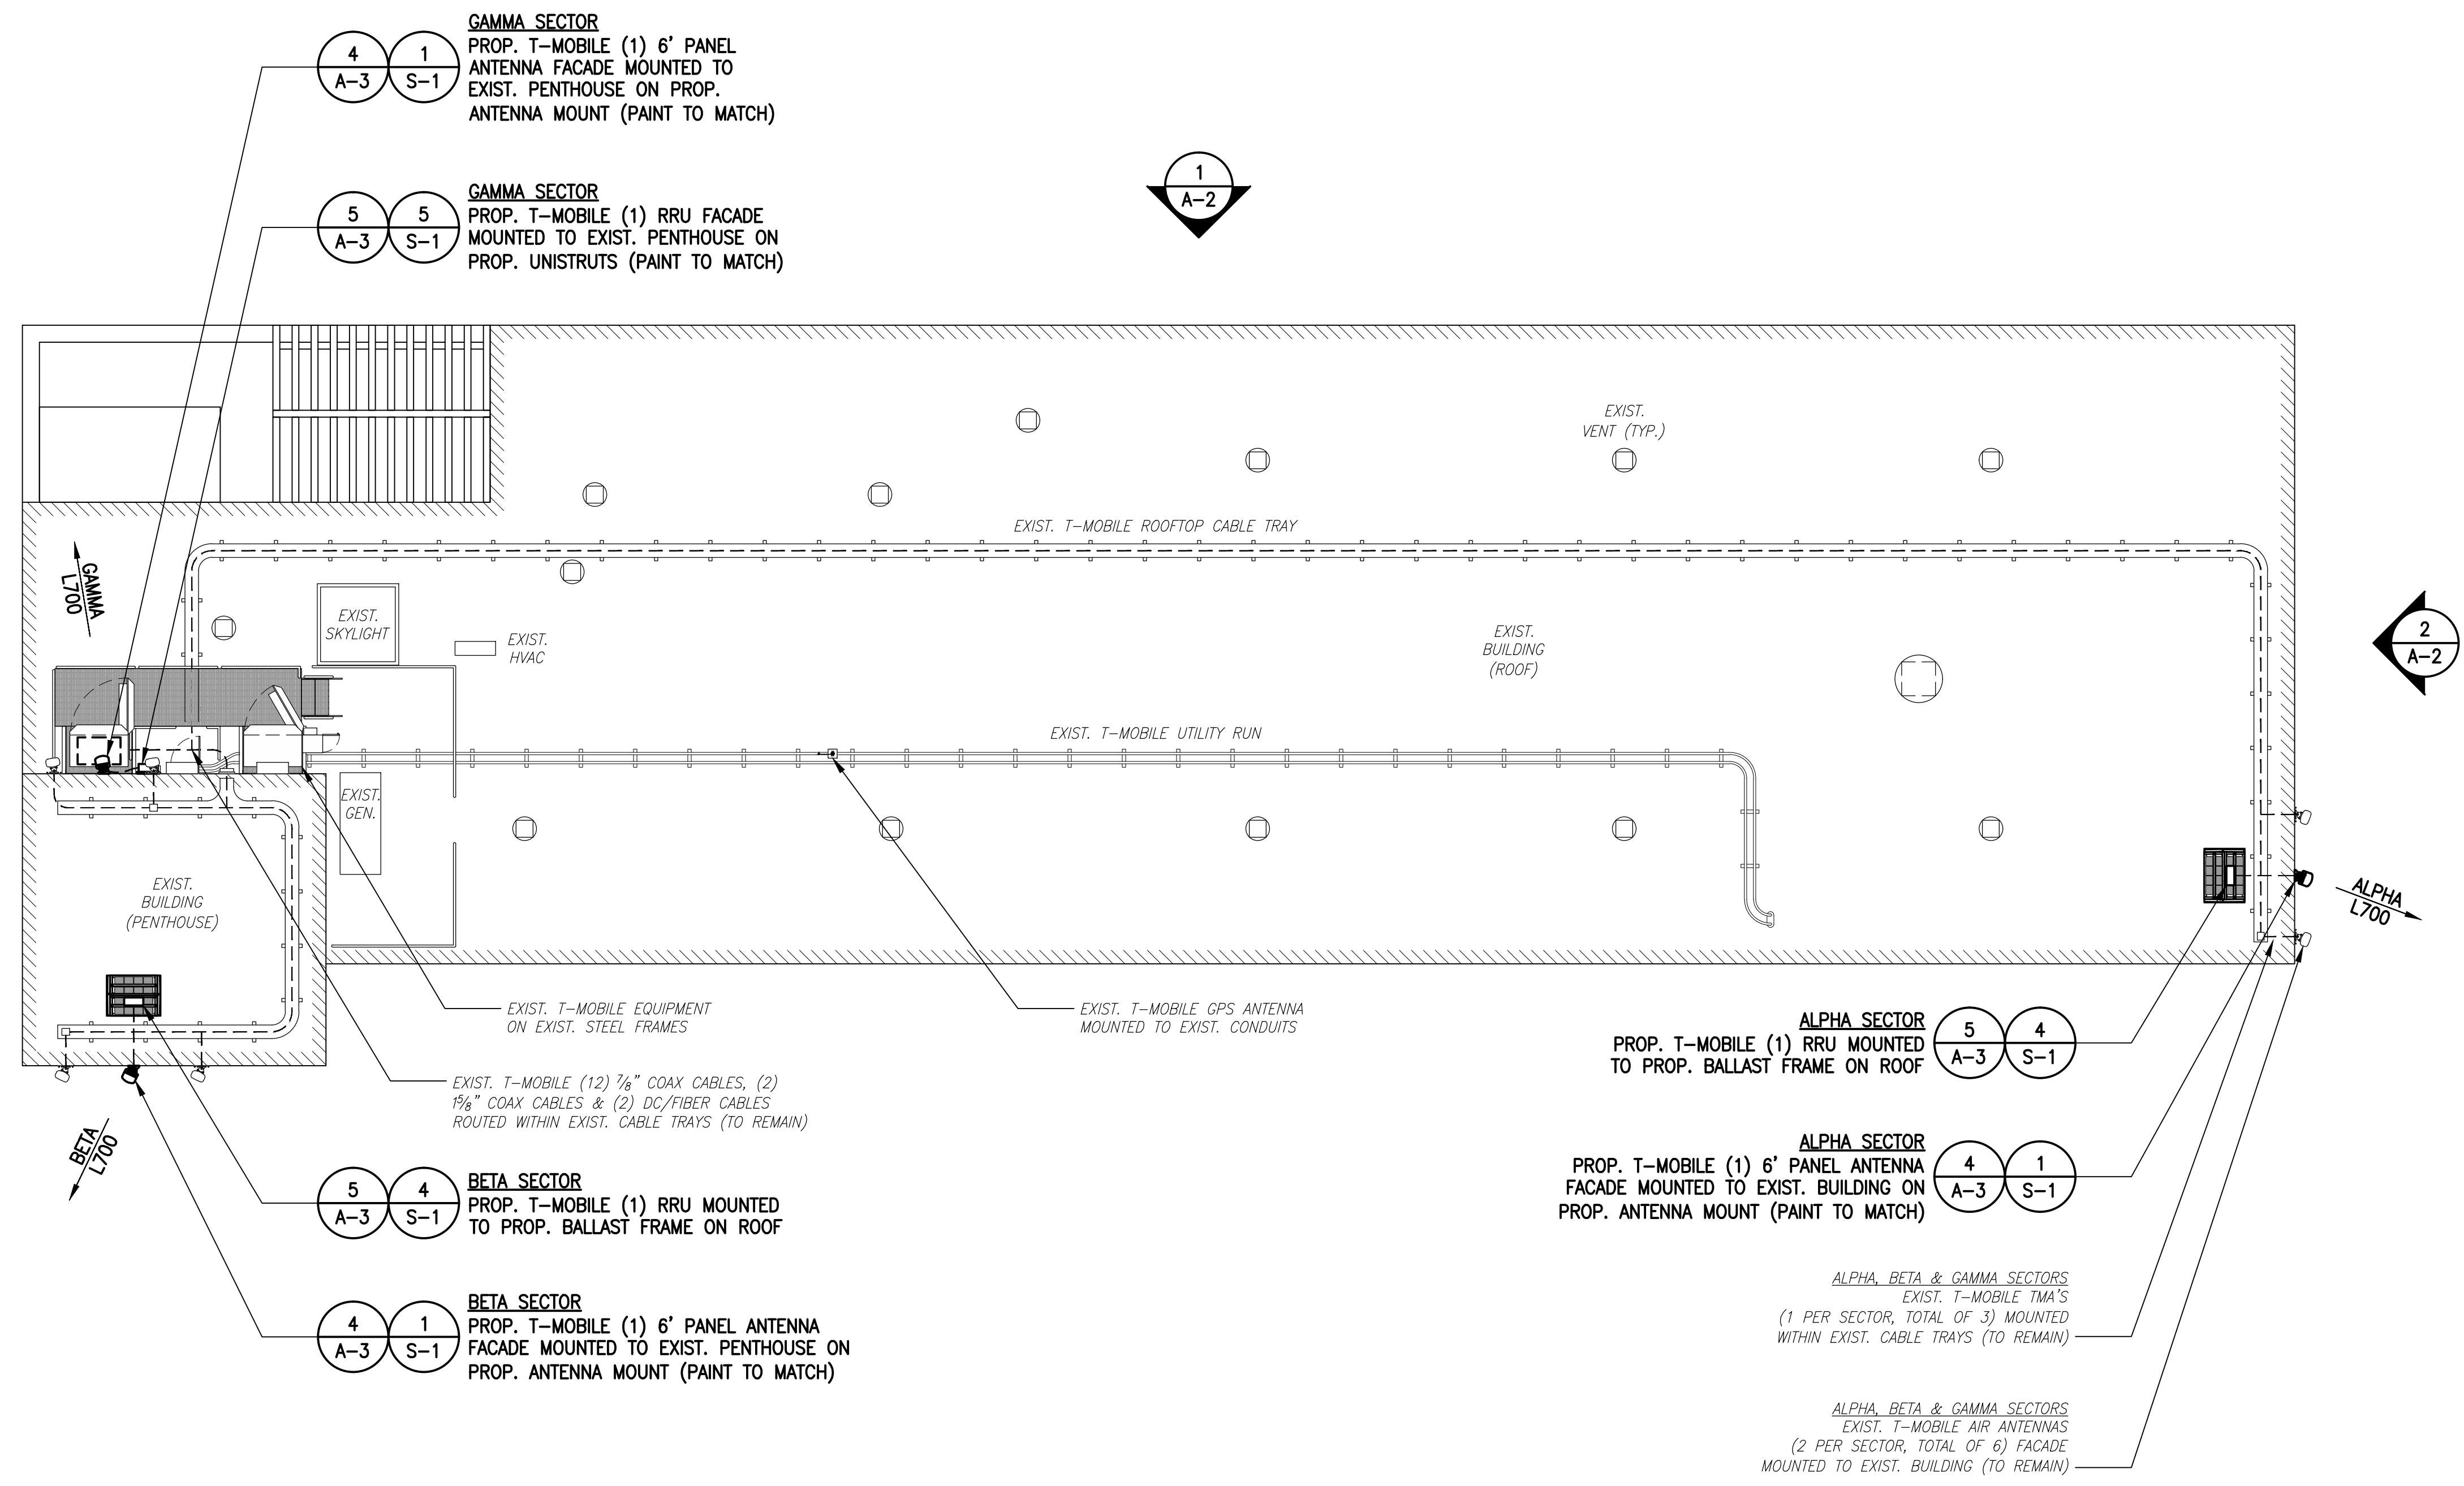 GAMMA SECTOR
PROP. T-MOBILE (1) 6' PANEL
ANTENNA FACADE MOUNTED TO
EXIST. PENTHOUSE ON PROP.
ANTENNA MOUNT (PAINT TO MATCH)
4
A-3
1
S-1
GAMMA SECTOR
PROP. T-MOBILE (1) RRU FACADE
MOUNTED TO EXIST. PENTHOUSE ON
PROP. UNISTRUTS (PAINT TO MATCH)
5
A-3
5
S-1
1
A-2
EXIST.
VENT (TYP.)
EXIST. T-MOBILE ROOFTOP CABLE TRAY
GAMMA
L700
EXIST.
SKYLIGHT
EXIST.
HVAC
EXIST.
BUILDING
(ROOF)
2
A-2
EXIST. T-MOBILE UTILITY RUN
EXIST.
GEN.
EXIST.
BUILDING
(PENTHOUSE)
ALPHA
L700
EXIST. T-MOBILE EQUIPMENT
ON EXIST. STEEL FRAMES
EXIST. T-MOBILE GPS ANTENNA
MOUNTED TO EXIST. CONDUITS
ALPHA SECTOR
PROP. T-MOBILE (1) RRU MOUNTED
TO PROP. BALLAST FRAME ON ROOF
5
A-3
4
S-1
EXIST. T-MOBILE (12) 7/8" COAX CABLES, (2)
1 5/8" COAX CABLES & (2) DC/FIBER CABLES
ROUTED WITHIN EXIST. CABLE TRAYS (TO REMAIN)
BETA
L700
ALPHA SECTOR
PROP. T-MOBILE (1) 6' PANEL ANTENNA
FACADE MOUNTED TO EXIST. BUILDING ON
PROP. ANTENNA MOUNT (PAINT TO MATCH)
4
A-3
1
S-1
5
A-3
4
S-1
BETA SECTOR
PROP. T-MOBILE (1) RRU MOUNTED
TO PROP. BALLAST FRAME ON ROOF
ALPHA, BETA & GAMMA SECTORS
EXIST. T-MOBILE TMA'S
(1 PER SECTOR, TOTAL OF 3) MOUNTED
WITHIN EXIST. CABLE TRAYS (TO REMAIN)
4
A-3
1
S-1
BETA SECTOR
PROP. T-MOBILE (1) 6' PANEL ANTENNA
FACADE MOUNTED TO EXIST. PENTHOUSE ON
PROP. ANTENNA MOUNT (PAINT TO MATCH)
ALPHA, BETA & GAMMA SECTORS
EXIST. T-MOBILE AIR ANTENNAS
(2 PER SECTOR, TOTAL OF 6) FACADE
MOUNTED TO EXIST. BUILDING (TO REMAIN)